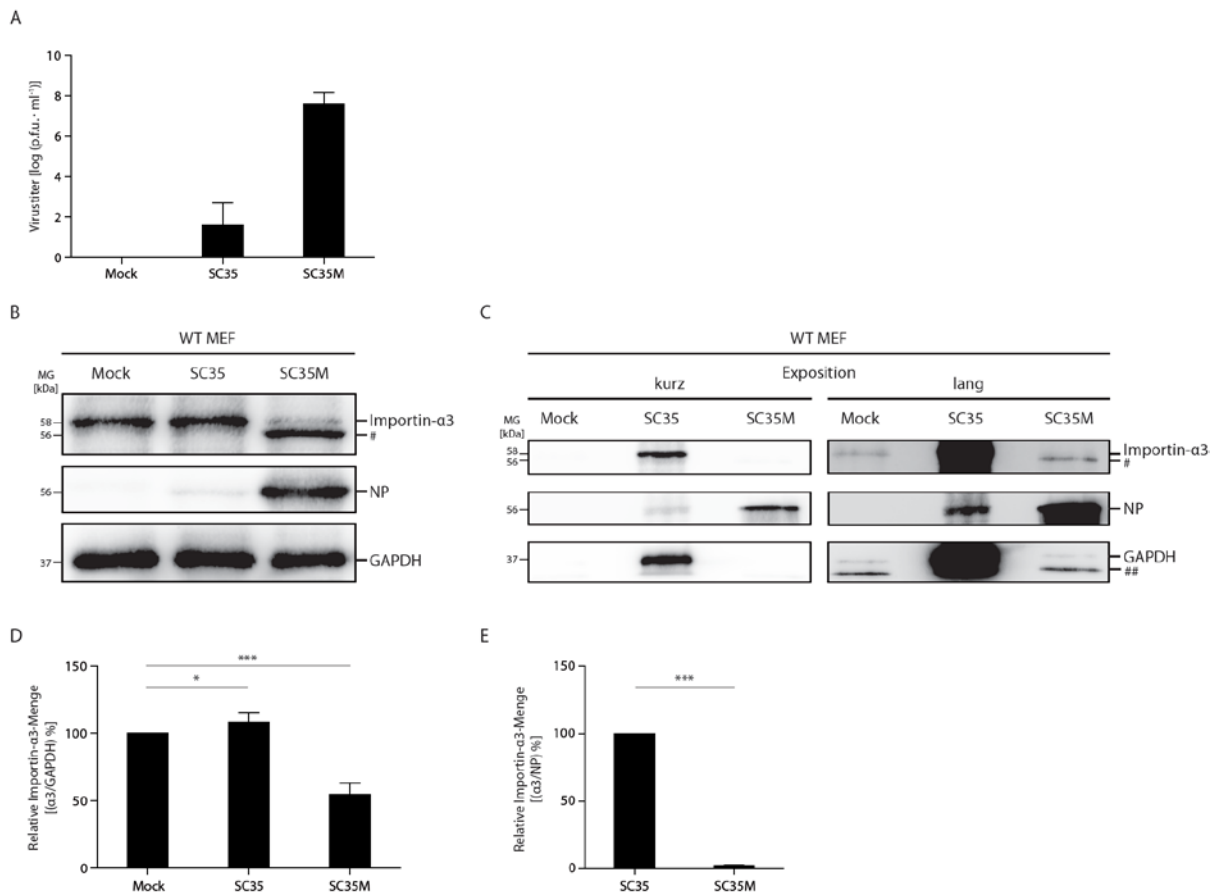 A
Virustiter [log (p.f.u. · ml⁻¹)]
10
8
6
4
2
0
Mock SC35 SC35M
B
WT MEF
MG
[kDa]
Mock SC35 SC35M
58 Importin-α3
56 #
56 NP
37 GAPDH
C
WT MEF
Exposition
kurz lang
MG
[kDa]
Mock SC35 SC35M Mock SC35 SC35M
58 Importin-α3
56 #
56 NP
37 GAPDH
##
D
Relative Importin-α3-Menge
[(α3/GAPDH) %]
150
100
50
0
***
*
Mock SC35 SC35M
E
Relative Importin-α3-Menge
[(α3/NP) %]
150
100
50
0
***
SC35 SC35M